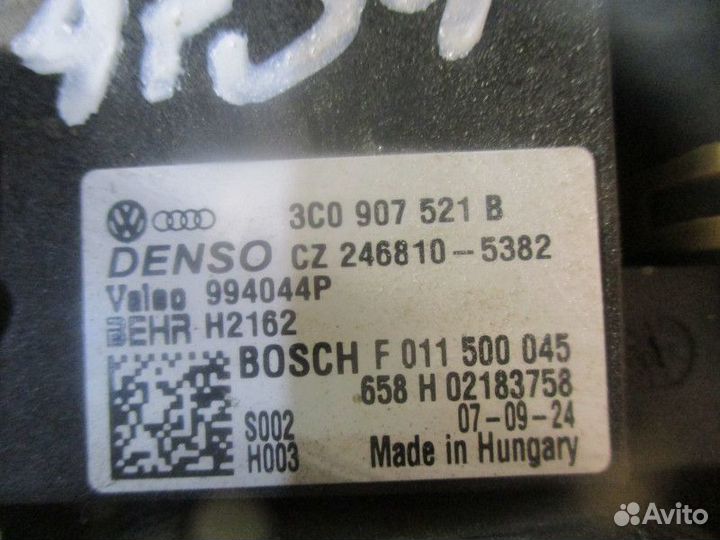 3C0 907 521 B
DENSO CZ 246810-5382
Valeo 994044P
BEHR H2162
BOSCH F 011 500 045
658 H 02183758
S002 07-09-24
H003 Made in Hungary
Avito